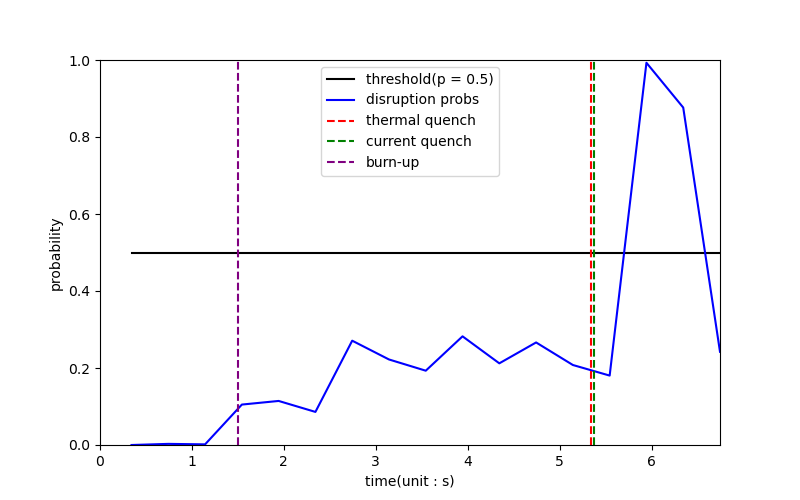 1.0
0.8
0.6
0.4
0.2
0.0
probability
threshold(p = 0.5)
disruption probs
thermal quench
current quench
burn-up
0 1 2 3 4 5 6
time(unit : s)